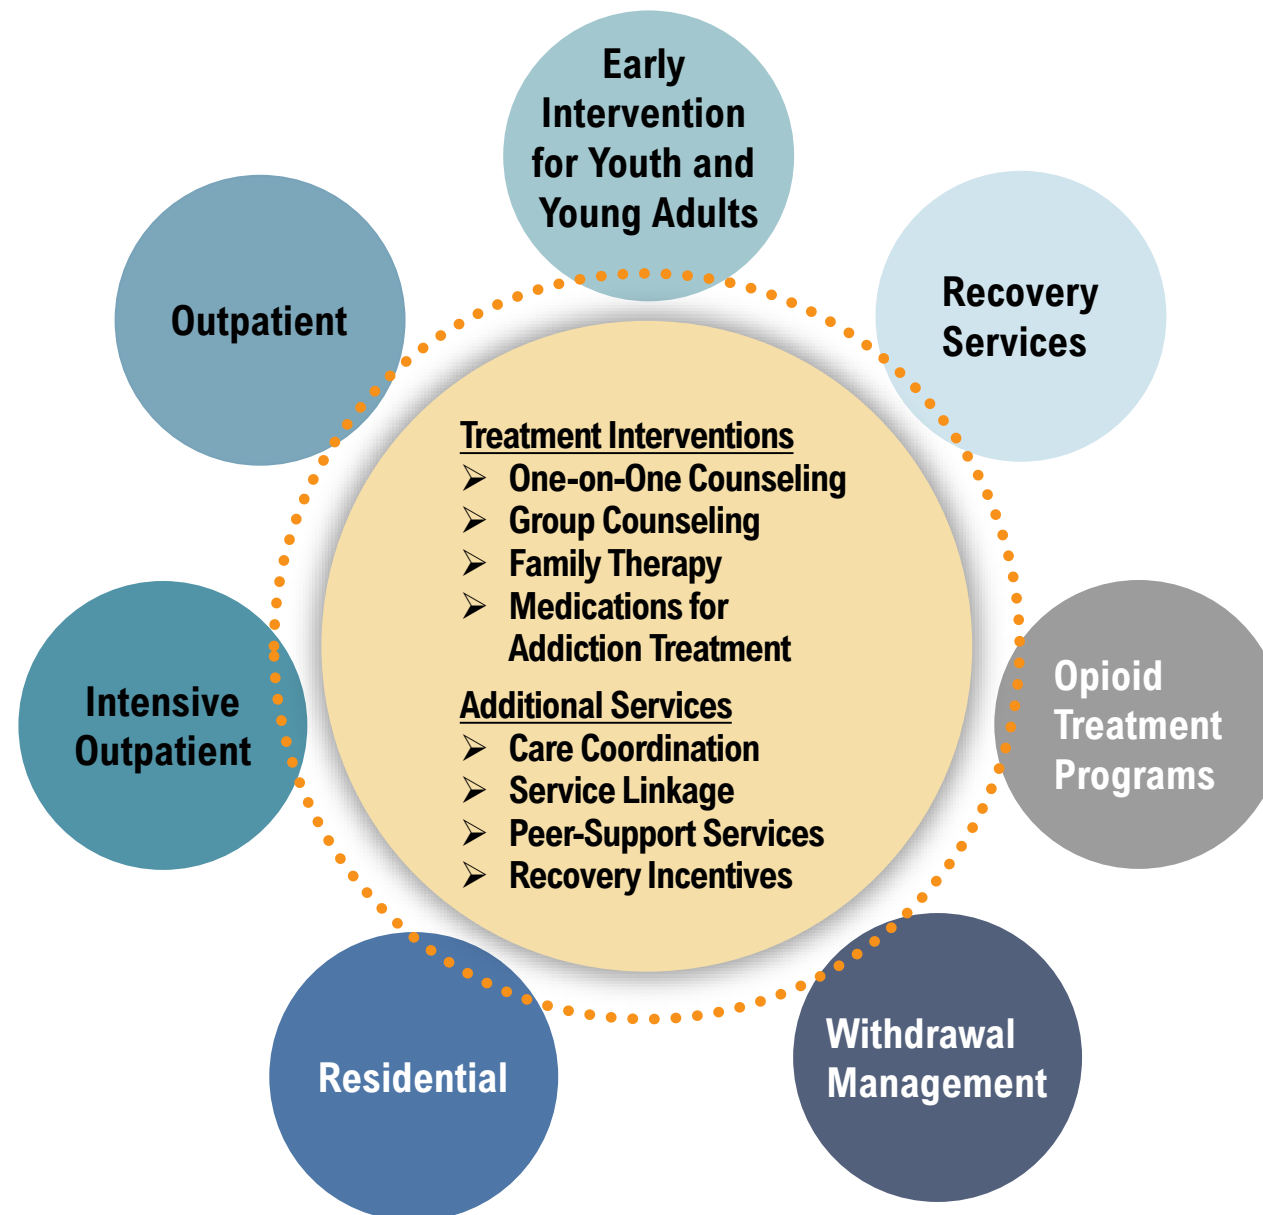 Early
Intervention
for Youth and
Young Adults
Recovery
Services
Outpatient
Treatment Interventions
➢ One-on-One Counseling
➢ Group Counseling
➢ Family Therapy
➢ Medications for
Addiction Treatment
Additional Services
➢ Care Coordination
➢ Service Linkage
➢ Peer-Support Services
➢ Recovery Incentives
Intensive
Outpatient
Opioid
Treatment
Programs
Residential
Withdrawal
Management